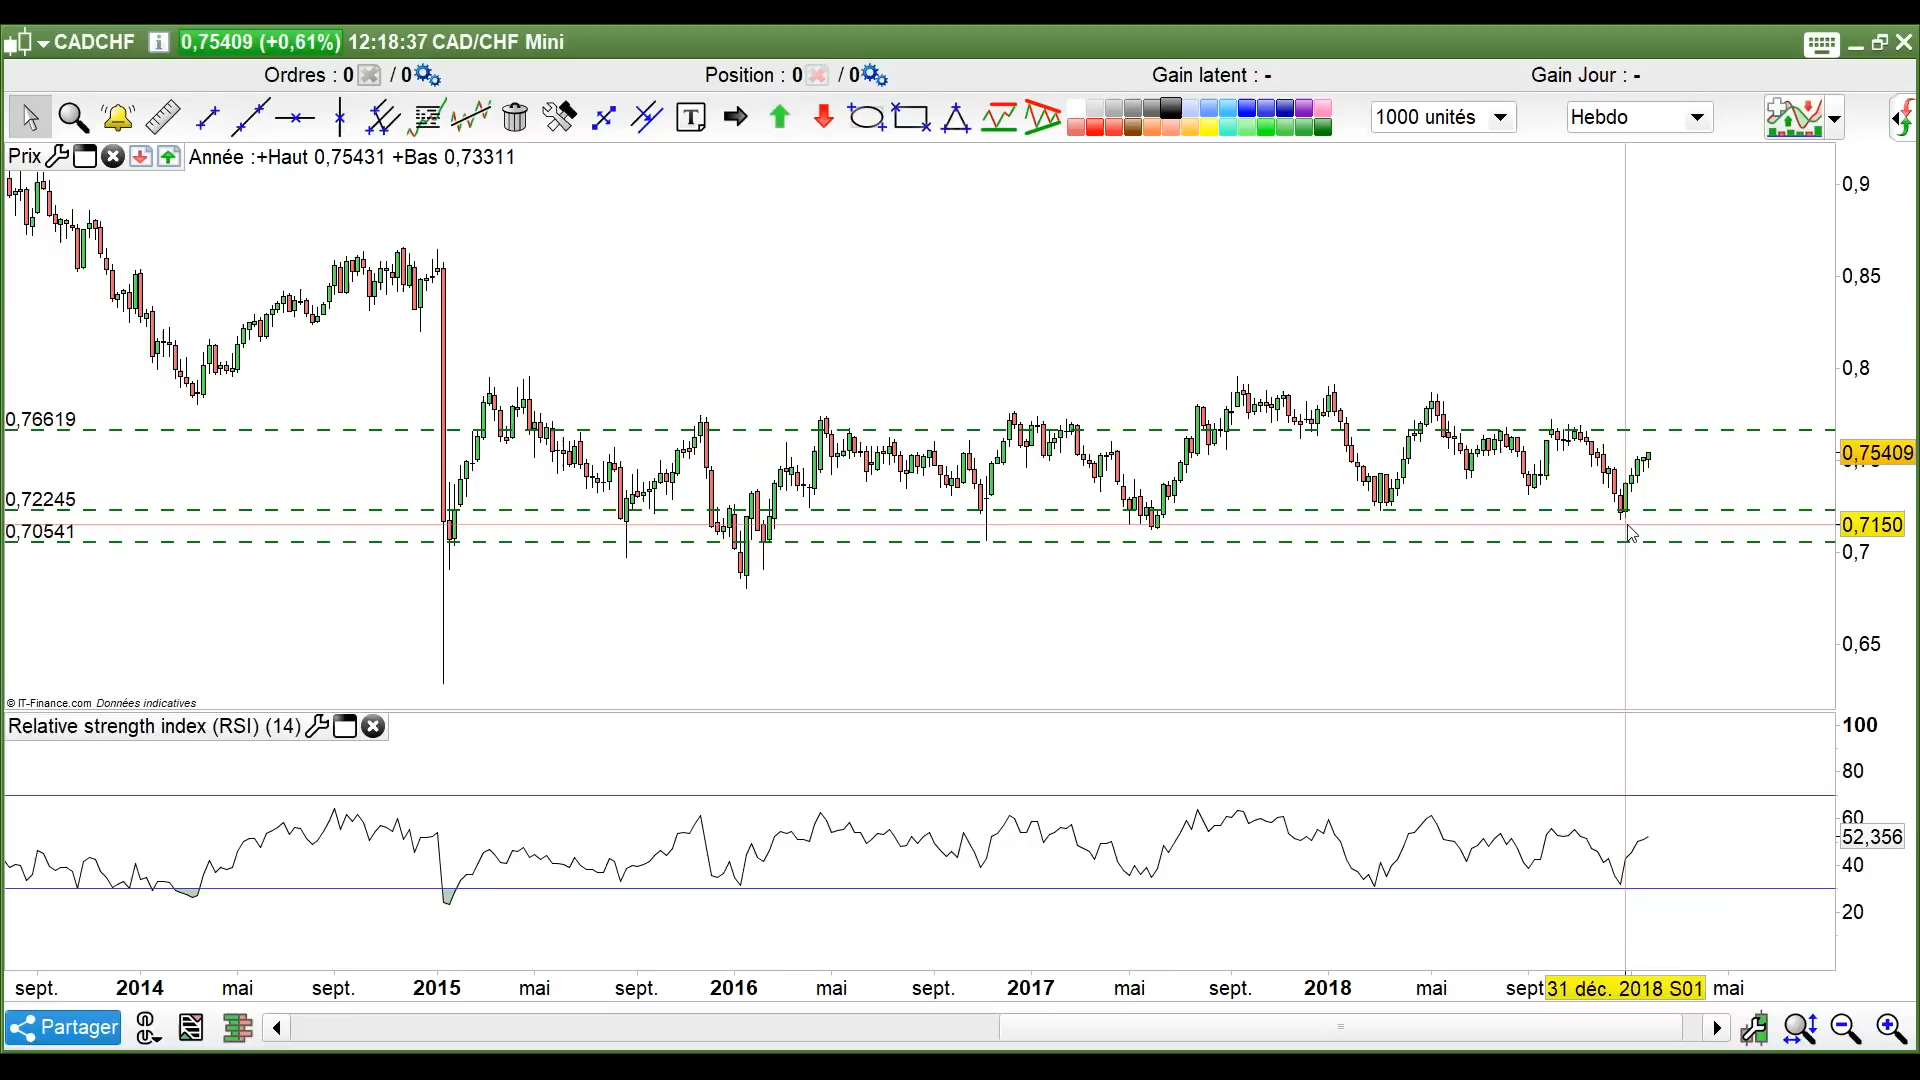 CADCHF 0,75409 (+0,61%) 12:18:37 CAD/CHF Mini
Ordres : 0 / 0 Position : 0 / 0 Gain latent : - Gain Jour : -
T 1000 unités Hebdo
Prix Année :+Haut 0,75431 +Bas 0,73311
0,9
0,85
0,8
0,76619
0,75409
0,72245
0,7150
0,70541
0,7
0,65
© IT-Finance.com Données indicatives
Relative strength index (RSI) (14)
100
80
60
52,356
40
20
sept. 2014 mai sept. 2015 mai sept. 2016 mai sept. 2017 mai sept. 2018 mai sept 31 déc. 2018 S01 mai
Partager